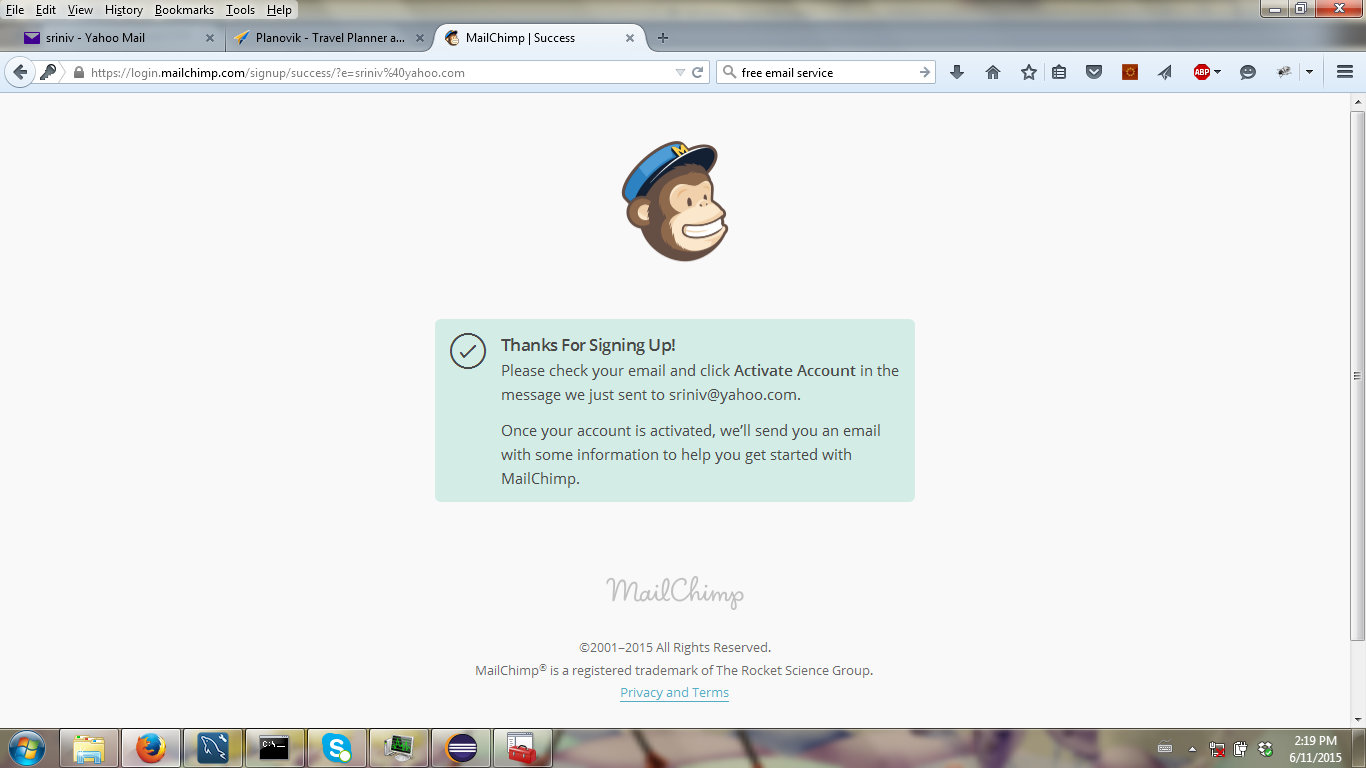 File Edit View History Bookmarks Tools Help
sriniv - Yahoo Mail
Planovik - Travel Planner a...
MailChimp | Success
https://login.mailchimp.com/signup/success/?e=sriniv%40yahoo.com
free email service
ABP
M
Thanks For Signing Up!
Please check your email and click Activate Account in the
message we just sent to sriniv@yahoo.com.
Once your account is activated, we’ll send you an email
with some information to help you get started with
MailChimp.
MailChimp
©2001–2015 All Rights Reserved.
MailChimp® is a registered trademark of The Rocket Science Group.
Privacy and Terms
C:\.
2:19 PM
6/11/2015